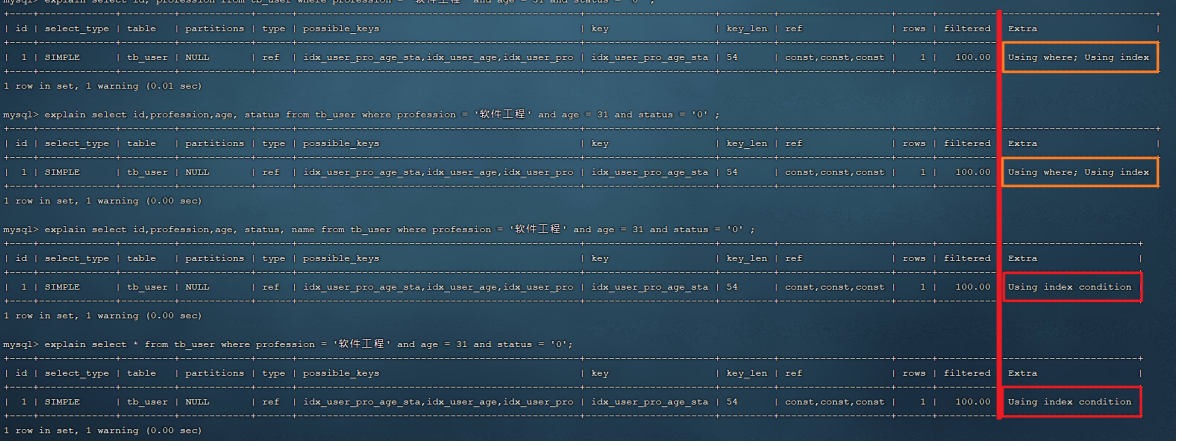 mysql> explain select id, profession from tb_user where profession = '软件工程' and age = 31 and status = '0' ;
+----+-------------+---------+------------+------+----------------------------------------------+----------------------+---------+-------------------+------+----------+--------------------------+
| id | select_type | table | partitions | type | possible_keys | key | key_len | ref | rows | filtered | Extra |
| 1 | SIMPLE | tb_user | NULL | ref | idx_user_pro_age_sta,idx_user_age,idx_user_pro | idx_user_pro_age_sta | 54 | const,const,const | 1 | 100.00 | Using where; Using index |
1 row in set, 1 warning (0.01 sec)
mysql> explain select id,profession,age, status from tb_user where profession = '软件工程' and age = 31 and status = '0' ;
| id | select_type | table | partitions | type | possible_keys | key | key_len | ref | rows | filtered | Extra |
| 1 | SIMPLE | tb_user | NULL | ref | idx_user_pro_age_sta,idx_user_age,idx_user_pro | idx_user_pro_age_sta | 54 | const,const,const | 1 | 100.00 | Using where; Using index |
1 row in set, 1 warning (0.00 sec)
mysql> explain select id,profession,age, status, name from tb_user where profession = '软件工程' and age = 31 and status = '0' ;
| id | select_type | table | partitions | type | possible_keys | key | key_len | ref | rows | filtered | Extra |
| 1 | SIMPLE | tb_user | NULL | ref | idx_user_pro_age_sta,idx_user_age,idx_user_pro | idx_user_pro_age_sta | 54 | const,const,const | 1 | 100.00 | Using index condition |
1 row in set, 1 warning (0.00 sec)
mysql> explain select * from tb_user where profession = '软件工程' and age = 31 and status = '0';
| id | select_type | table | partitions | type | possible_keys | key | key_len | ref | rows | filtered | Extra |
| 1 | SIMPLE | tb_user | NULL | ref | idx_user_pro_age_sta,idx_user_age,idx_user_pro | idx_user_pro_age_sta | 54 | const,const,const | 1 | 100.00 | Using index condition |
1 row in set, 1 warning (0.00 sec)